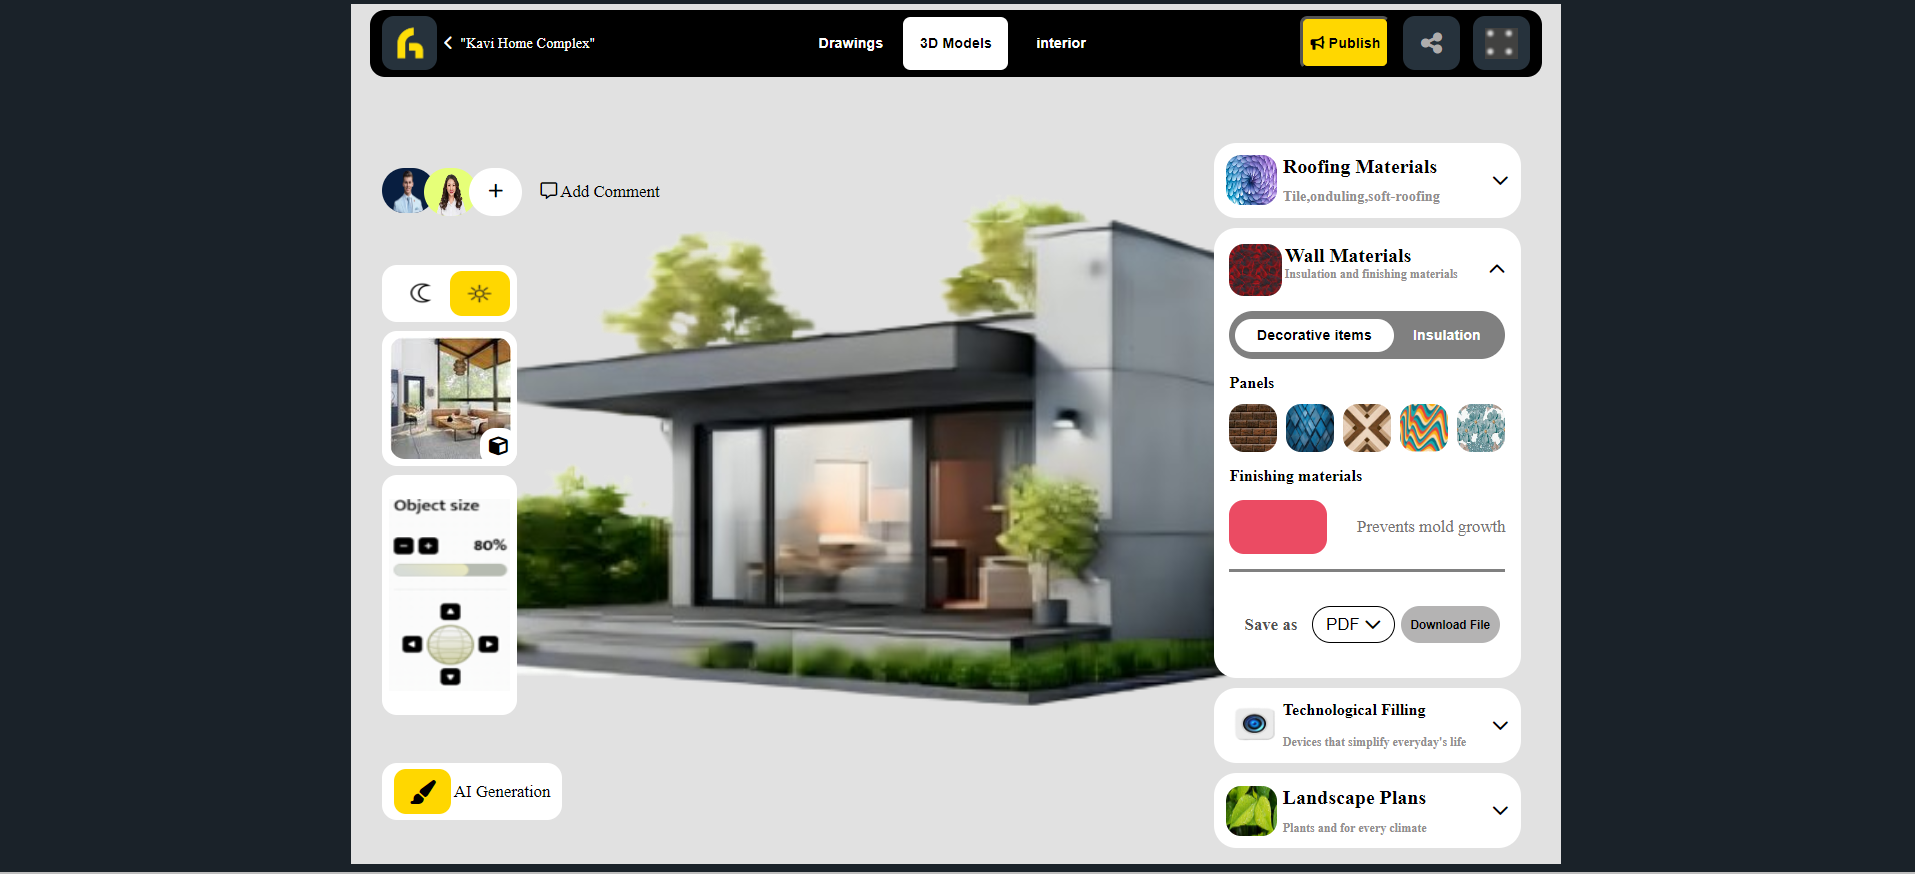 "Kavi Home Complex"
Drawings
3D Models
interior
Publish
Add Comment
Object size
80%
AI Generation
Roofing Materials
Tile,onduling,soft-roofing
Wall Materials
Insulation and finishing materials
Decorative items
Insulation
Panels
Finishing materials
Prevents mold growth
Save as
PDF
Download File
Technological Filling
Devices that simplify everyday's life
Landscape Plans
Plants and for every climate